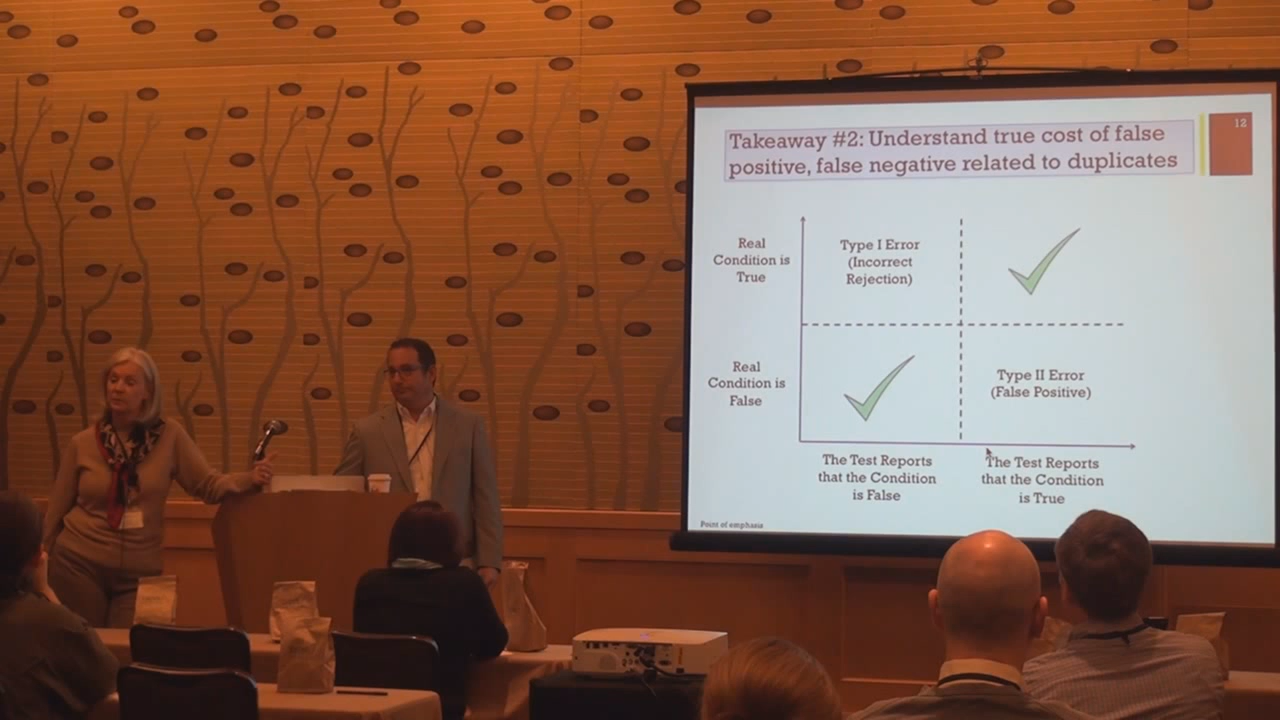 Takeaway #2: Understand true cost of false
positive, false negative related to duplicates
12
Real
Condition is
True
Type I Error
(Incorrect
Rejection)
Real
Condition is
False
Type II Error
(False Positive)
The Test Reports
that the Condition
is False
The Test Reports
that the Condition
is True
Point of emphasis